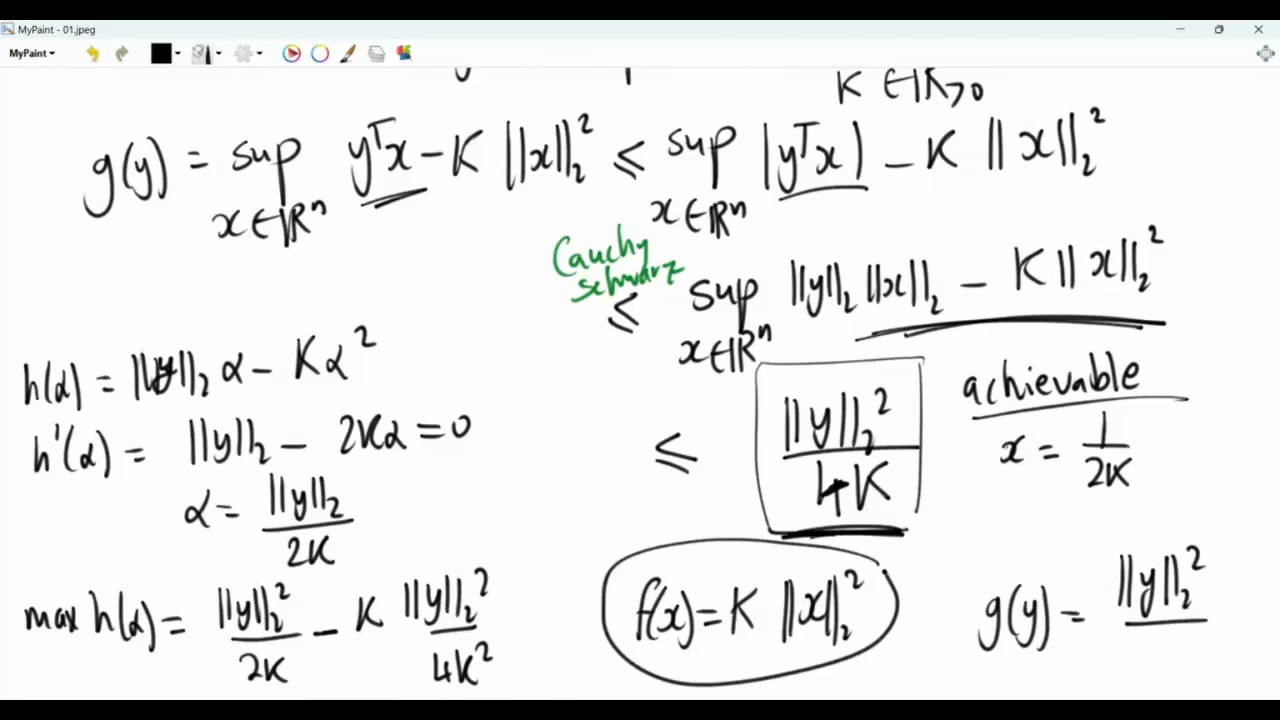 MyPaint - 01.jpeg
MyPaint
K ∈ ℝ>0
g(y) = sup x∈ℝⁿ yᵀx − K ||x||₂² ≤ sup x∈ℝⁿ |yᵀx| − K ||x||₂²
Cauchy
schwarz
≤ sup x∈ℝⁿ ||y||₂ ||x||₂ − K ||x||₂²
h(α) = ||y||₂ α − Kα²
h'(α) = ||y||₂ − 2Kα = 0
α = ||y||₂ / 2K
≤ ||y||₂² / 4K
achievable
x = 1 / 2K
max h(α) = ||y||₂² / 2K − K ||y||₂² / 4K²
f(x) = K ||x||₂²
g(y) = ||y||₂²